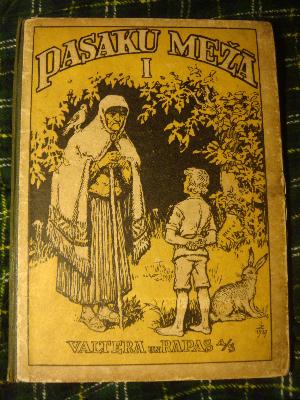 PASAKU MEŽĀ
I
VALTERA un RAPAS A/S